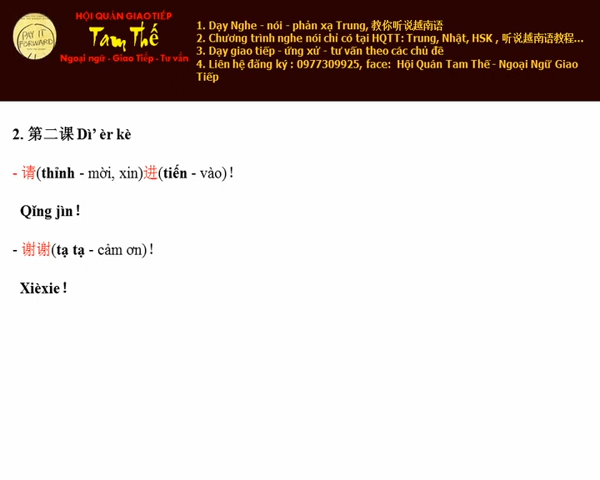 PAY IT
FORWARD
HỘI QUÁN GIAO TIẾP
Tam Thế
Ngoại ngữ - Giao Tiếp - Tư vấn
1. Dạy Nghe - nói - phản xạ Trung, 教你听说越南语
2. Chương trình nghe nói chỉ có tại HQTT: Trung, Nhật, HSK , 听说越南语教程...
3. Dạy giao tiếp - ứng xử - tư vấn theo các chủ đề
4. Liên hệ đăng ký : 0977309925, face: Hội Quán Tam Thế - Ngoại Ngữ Giao
Tiếp
2. 第二课 Dì’ èr kè
- 请(thỉnh - mời, xin)进(tiến - vào)！
Qǐng jìn！
- 谢谢(tạ tạ - cảm ơn)！
Xièxie！